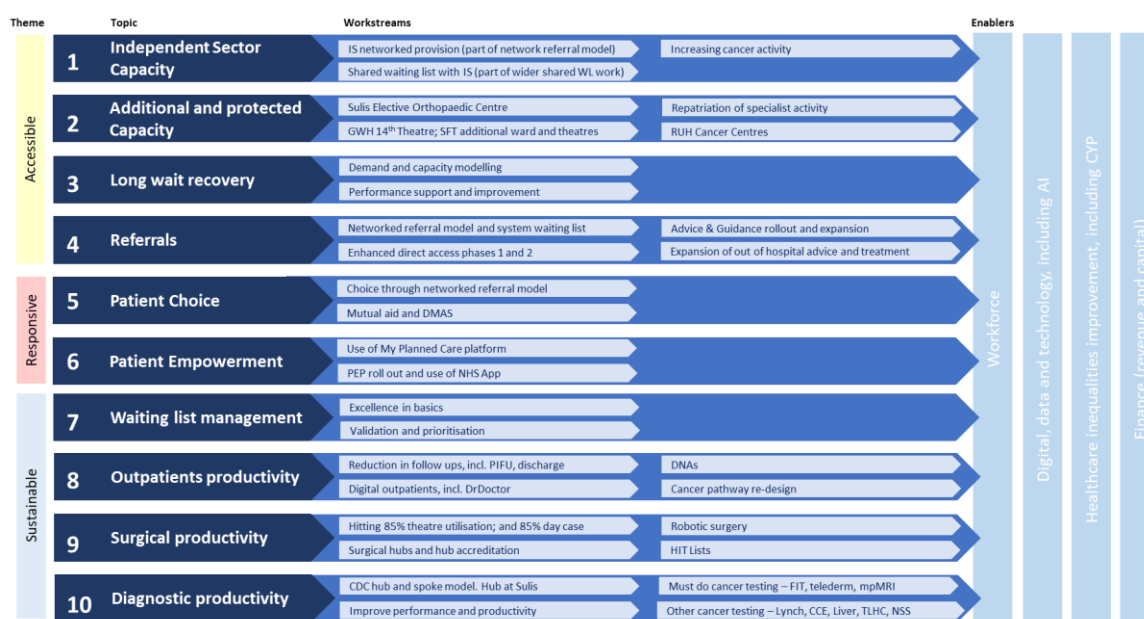 Theme
Topic
Workstreams
Enablers
Accessible
1
Independent Sector
Capacity
IS networked provision (part of network referral model)
Increasing cancer activity
Shared waiting list with IS (part of wider shared WL work)
2
Additional and protected
Capacity
Sulis Elective Orthopaedic Centre
Repatriation of specialist activity
GWH 14th Theatre; SFT additional ward and theatres
RUH Cancer Centres
3
Long wait recovery
Demand and capacity modelling
Performance support and improvement
4
Referrals
Networked referral model and system waiting list
Advice & Guidance rollout and expansion
Enhanced direct access phases 1 and 2
Expansion of out of hospital advice and treatment
Responsive
5
Patient Choice
Choice through networked referral model
Mutual aid and DMAS
6
Patient Empowerment
Use of My Planned Care platform
PEP roll out and use of NHS App
Sustainable
7
Waiting list management
Excellence in basics
Validation and prioritisation
8
Outpatients productivity
Reduction in follow ups, incl. PIFU, discharge
DNAs
Digital outpatients, incl. DrDoctor
Cancer pathway re-design
9
Surgical productivity
Hitting 85% theatre utilisation; and 85% day case
Robotic surgery
Surgical hubs and hub accreditation
HIT Lists
10
Diagnostic productivity
CDC hub and spoke model. Hub at Sulis
Must do cancer testing – FIT, telederm, mpMRI
Improve performance and productivity
Other cancer testing – Lynch, CCE, Liver, TLHC, NSS
Workforce
Digital, data and technology, including AI
Healthcare inequalities improvement, including CYP
Finance (revenue and capital)